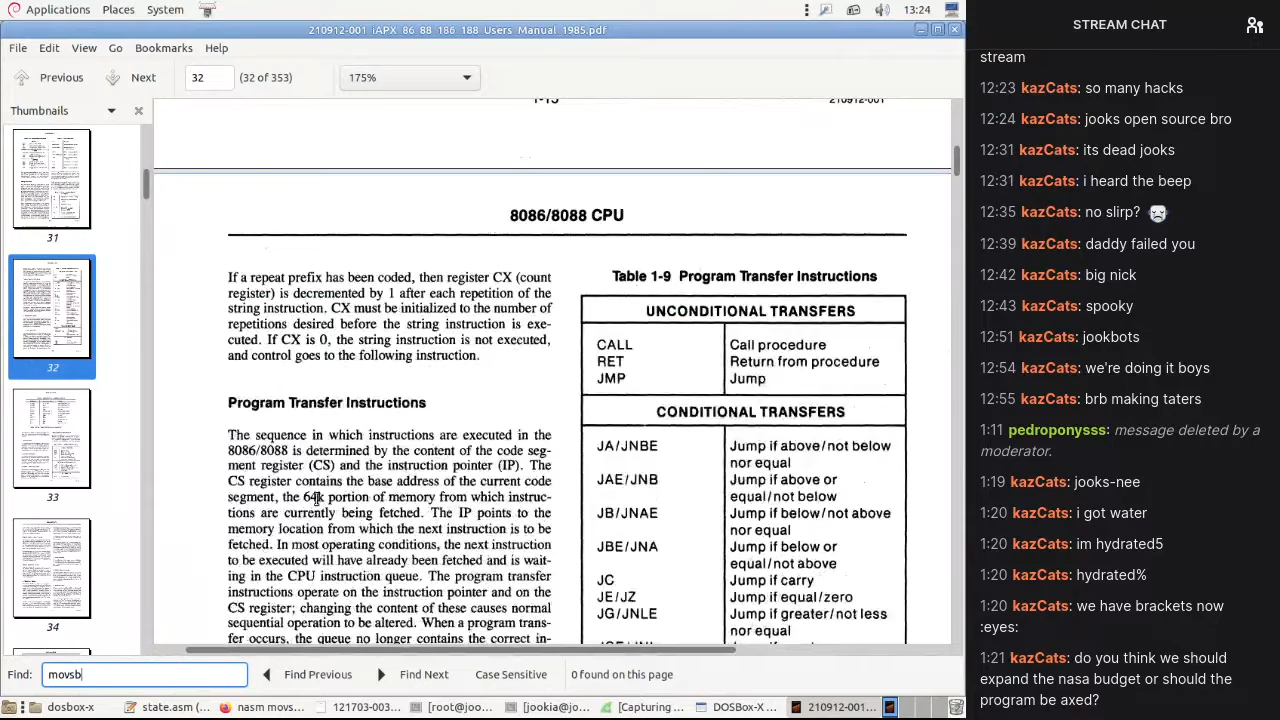 Applications Places System 13:24
210912-001 iAPX 86 88 186 188 Users Manual 1985.pdf
File Edit View Go Bookmarks Help
Previous Next 32 (32 of 353) 175%
Thumbnails
31
32
33
34
1-15 210912-001
8086/8088 CPU
If a repeat prefix has been coded, then register CX (count
register) is decremented by 1 after each repetition of the
string instruction. CX must be initialized to the number of
repetitions desired before the string instruction is exe-
cuted. If CX is 0, the string instruction is not executed,
and control goes to the following instruction.
Program Transfer Instructions
The sequence in which instructions are executed in the
8086/8088 is determined by the content of the code seg-
ment register (CS) and the instruction pointer (IP). The
CS register contains the base address of the current code
segment, the 64k portion of memory from which instruc-
tions are currently being fetched. The IP points to the
memory location from which the next instruction is to be
fetched. In most operating conditions, the next instruction
to be executed will have already been fetched and is wait-
ing in the CPU instruction queue. The program transfer
instructions operate on the instruction pointer and on the
CS register; changing the content of these causes normal
sequential operation to be altered. When a program trans-
fer occurs, the queue no longer contains the correct in-
Table 1-9 Program Transfer Instructions
UNCONDITIONAL TRANSFERS
CALL Call procedure
RET Return from procedure
JMP Jump
CONDITIONAL TRANSFERS
JA/JNBE Jump if above/not below
nor equal
JAE/JNB Jump if above or
equal/not below
JB/JNAE Jump if below/not above
nor equal
JBE/JNA Jump if below or
equal/not above
JC Jump if carry
JE/JZ Jump if equal/zero
JG/JNLE Jump if greater/not less
nor equal
Find: movsb Find Previous Find Next Case Sensitive 0 found on this page
dosbox-x state.asm (... nasm movs... 121703-003... [root@joo... [jookia@jo... [Capturing ... DOSBox-X ... 210912-001...
STREAM CHAT
stream
12:23 kazCats: so many hacks
12:24 kazCats: jooks open source bro
12:31 kazCats: its dead jooks
12:31 kazCats: i heard the beep
12:35 kazCats: no slirp?
12:39 kazCats: daddy failed you
12:42 kazCats: big nick
12:43 kazCats: spooky
12:51 kazCats: jookbots
12:54 kazCats: we're doing it boys
12:55 kazCats: brb making taters
1:11 pedroponysss: message deleted by a
moderator.
1:19 kazCats: jooks-nee
1:20 kazCats: i got water
1:20 kazCats: im hydrated5
1:20 kazCats: hydrated%
1:20 kazCats: we have brackets now
:eyes:
1:21 kazCats: do you think we should
expand the nasa budget or should the
program be axed?